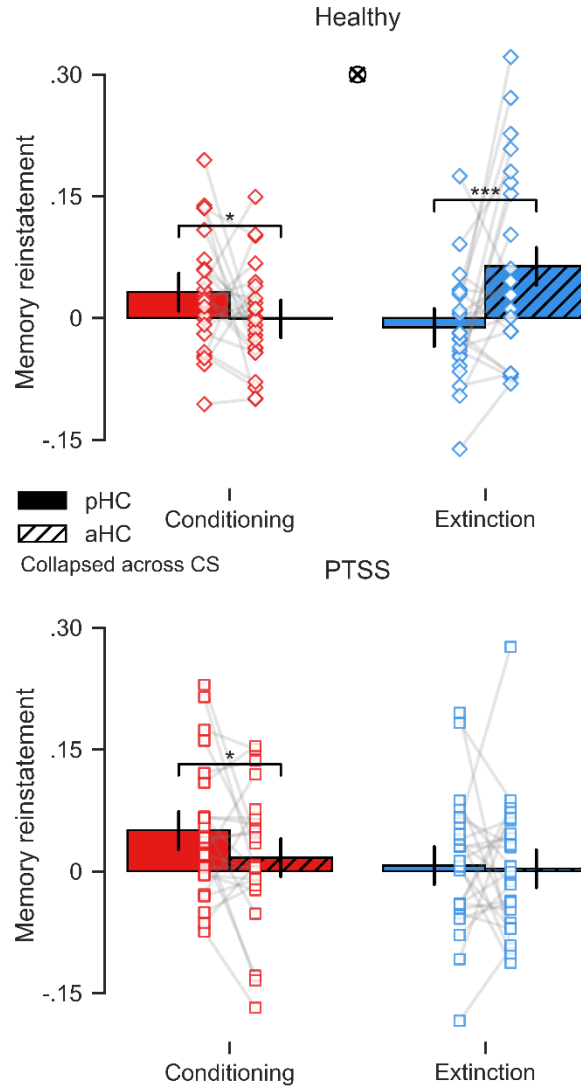 Healthy
Memory reinstatement
.30
.15
0
-.15
*
***
Conditioning
Extinction
pHC
aHC
Collapsed across CS
PTSS
Memory reinstatement
.30
.15
0
-.15
*
Conditioning
Extinction